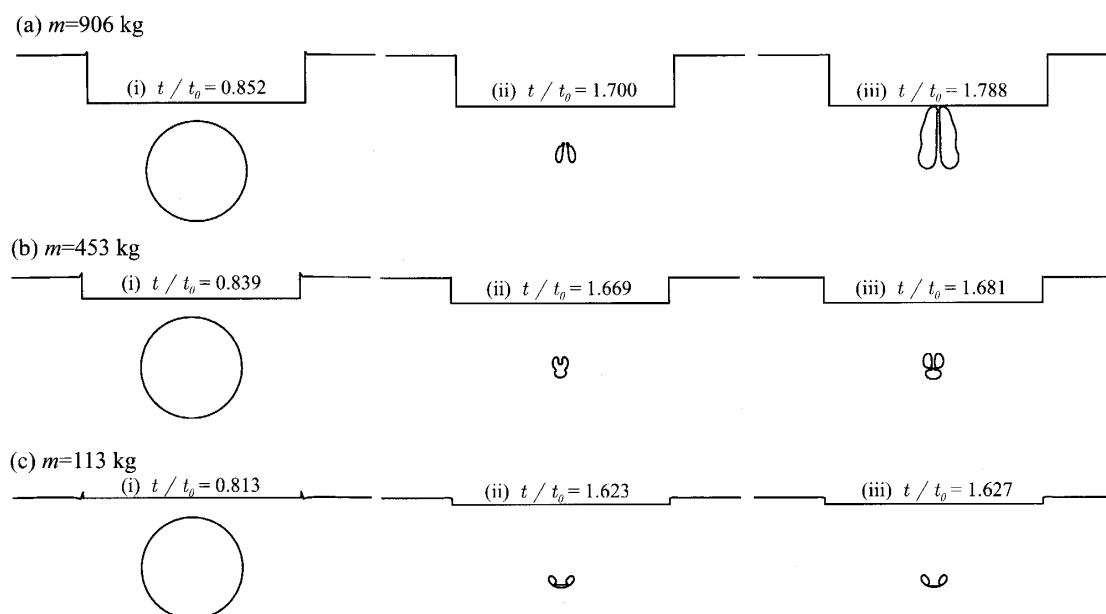 (a) m=906 kg
(i) t / t0 = 0.852
(ii) t / t0 = 1.700
(iii) t / t0 = 1.788
(b) m=453 kg
(i) t / t0 = 0.839
(ii) t / t0 = 1.669
(iii) t / t0 = 1.681
(c) m=113 kg
(i) t / t0 = 0.813
(ii) t / t0 = 1.623
(iii) t / t0 = 1.627